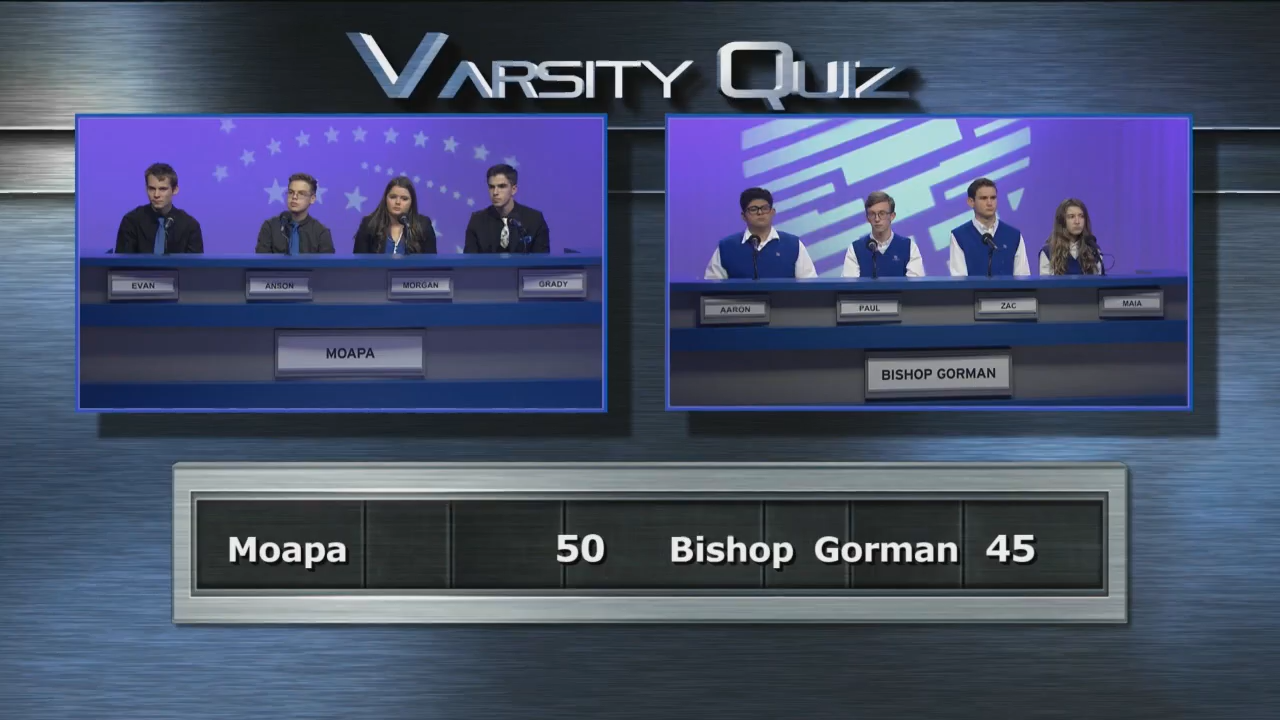 VARSITY QUIZ
EVAN
ANSON
MORGAN
GRADY
MOAPA
AARON
PAUL
ZAC
MAIA
BISHOP GORMAN
Moapa 50 Bishop Gorman 45